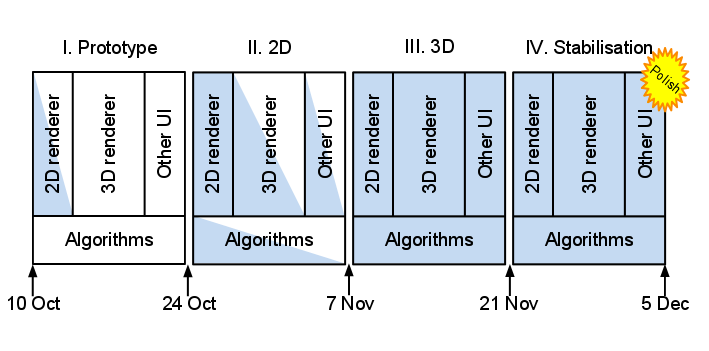 I. Prototype
II. 2D
III. 3D
IV. Stabilisation
Polish
2D renderer
3D renderer
Other UI
2D renderer
3D renderer
Other UI
2D renderer
3D renderer
Other UI
2D renderer
3D renderer
Other UI
Algorithms
Algorithms
Algorithms
Algorithms
10 Oct
24 Oct
7 Nov
21 Nov
5 Dec